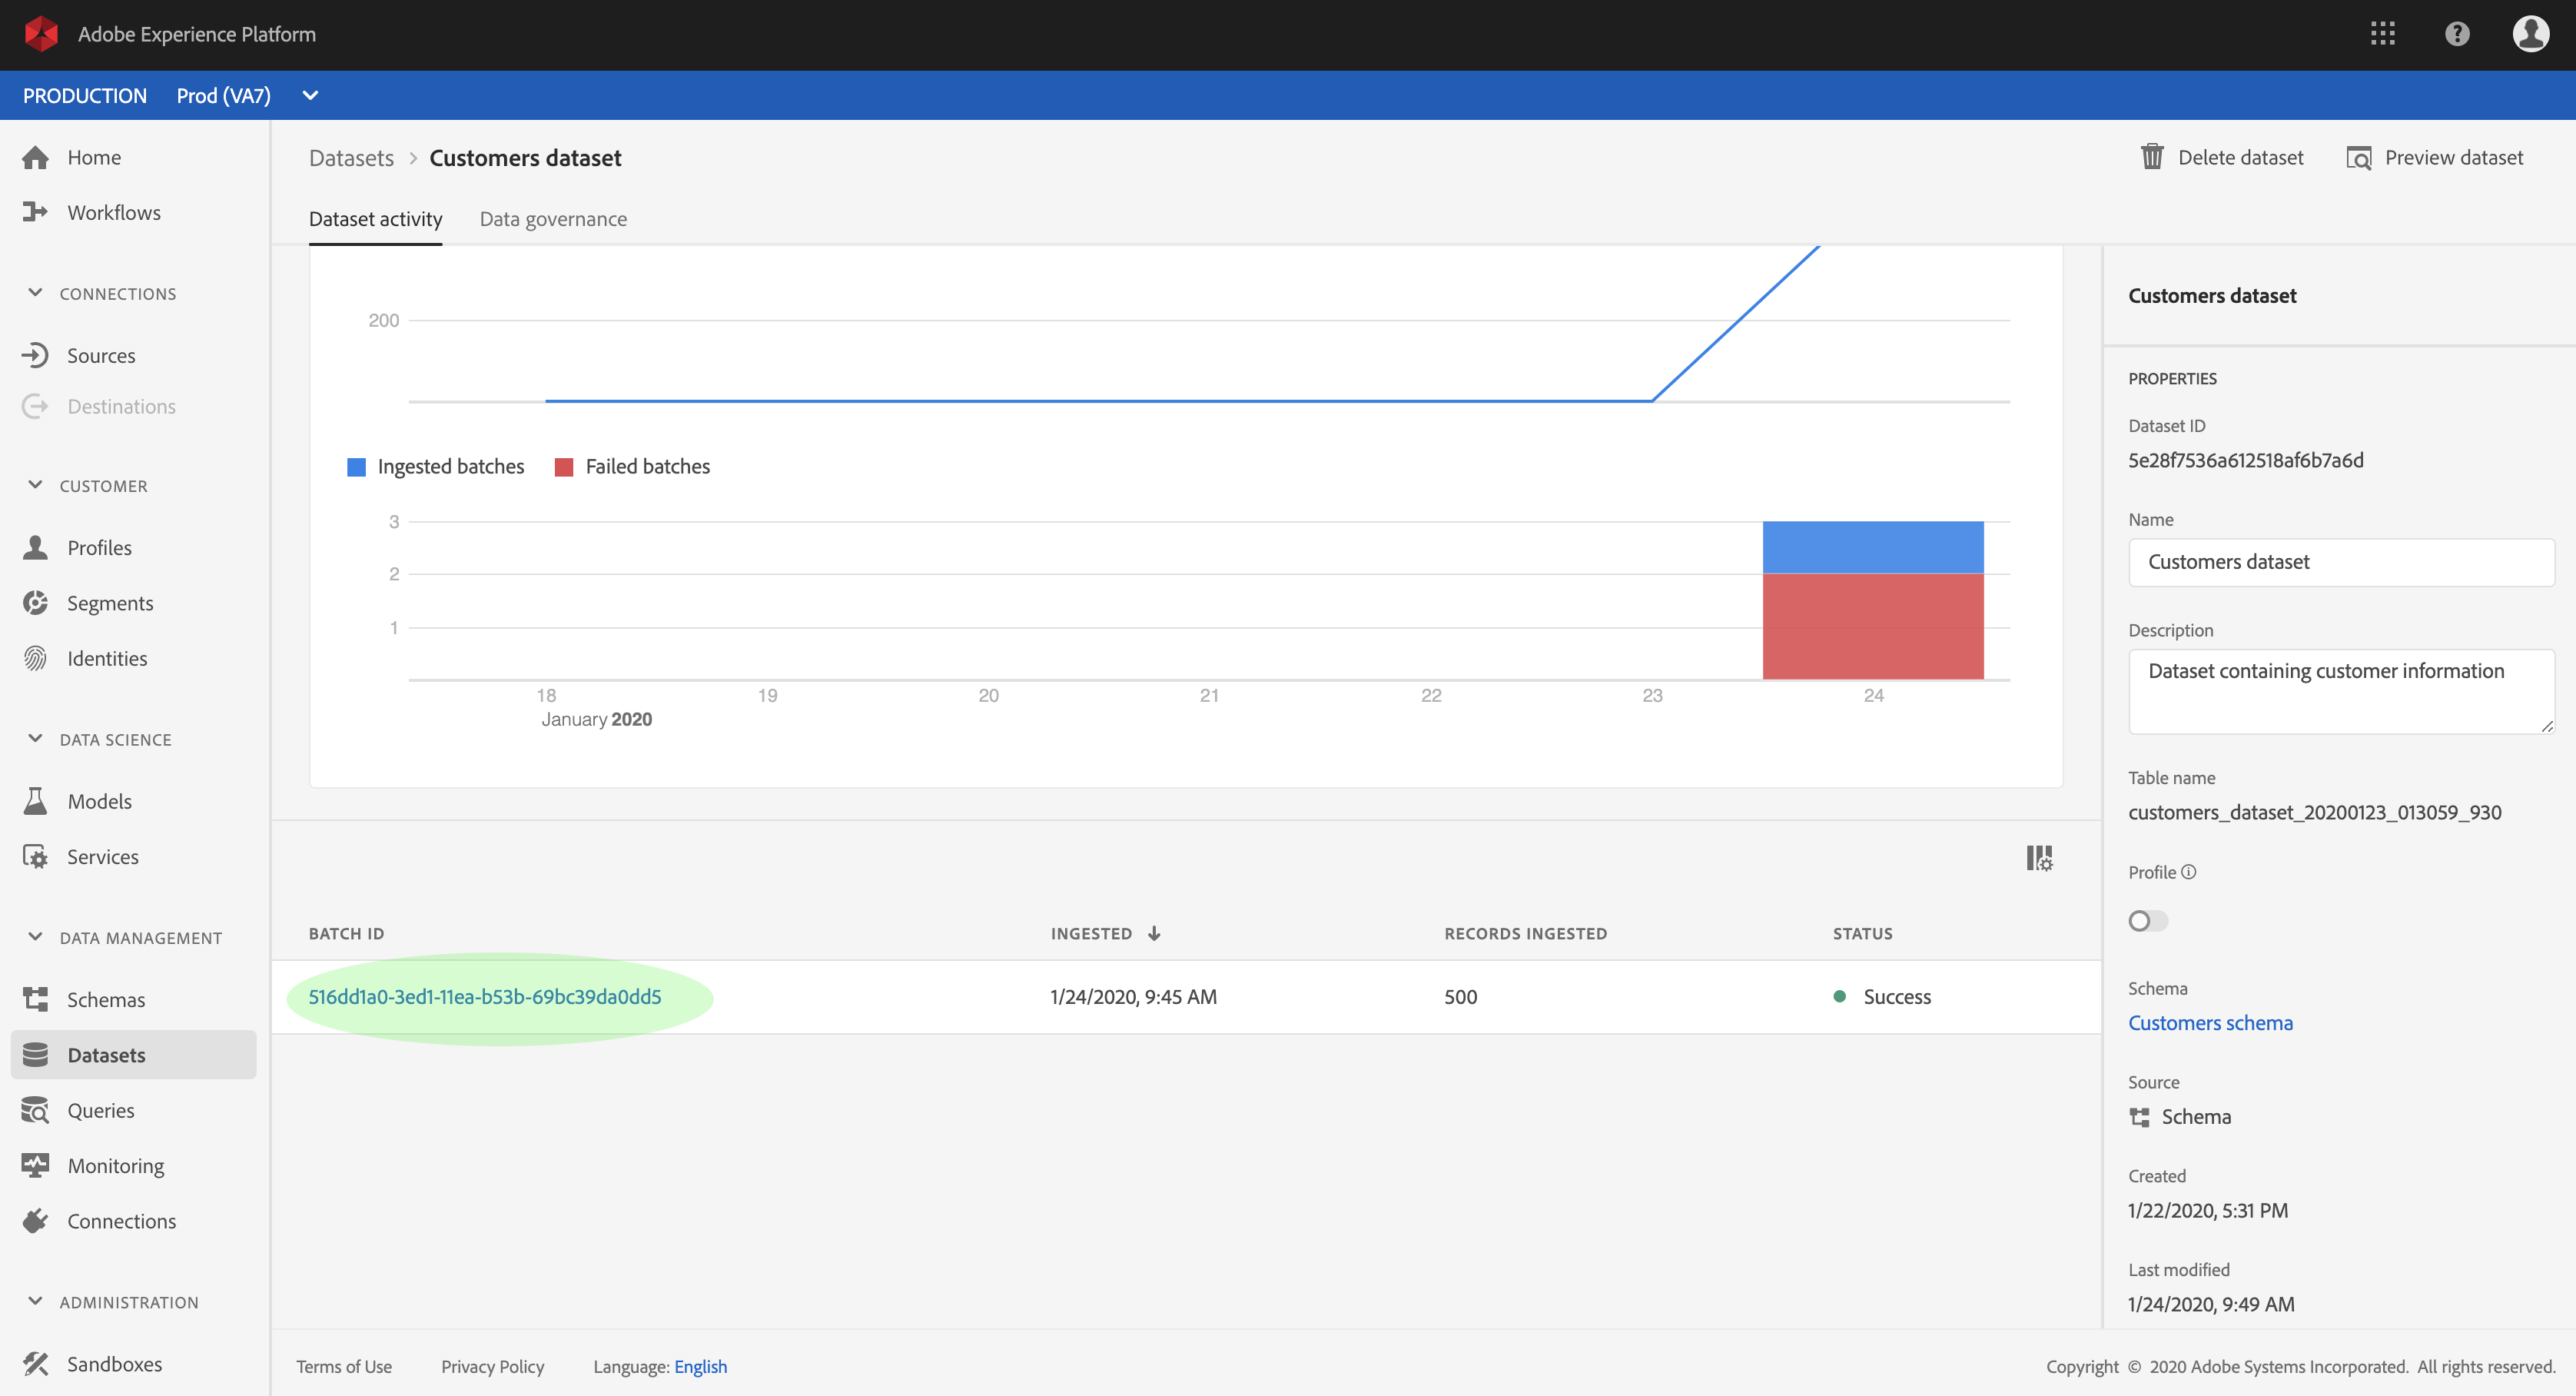 Adobe Experience Platform
PRODUCTION Prod (VA7)
Home
Workflows
CONNECTIONS
Sources
Destinations
CUSTOMER
Profiles
Segments
Identities
DATA SCIENCE
Models
Services
DATA MANAGEMENT
Schemas
Datasets
Queries
Monitoring
Connections
ADMINISTRATION
Sandboxes
Datasets > Customers dataset
Delete dataset Preview dataset
Dataset activity Data governance
200
Ingested batches Failed batches
3
2
1
18 19 20 21 22 23 24
January 2020
BATCH ID INGESTED RECORDS INGESTED STATUS
516dd1a0-3ed1-11ea-b53b-69bc39da0dd5 1/24/2020, 9:45 AM 500 Success
Customers dataset
PROPERTIES
Dataset ID
5e28f7536a612518af6b7a6d
Name
Customers dataset
Description
Dataset containing customer information
Table name
customers_dataset_20200123_013059_930
Profile
Schema
Customers schema
Source
Schema
Created
1/22/2020, 5:31 PM
Last modified
1/24/2020, 9:49 AM
Terms of Use Privacy Policy Language: English
Copyright © 2020 Adobe Systems Incorporated. All rights reserved.